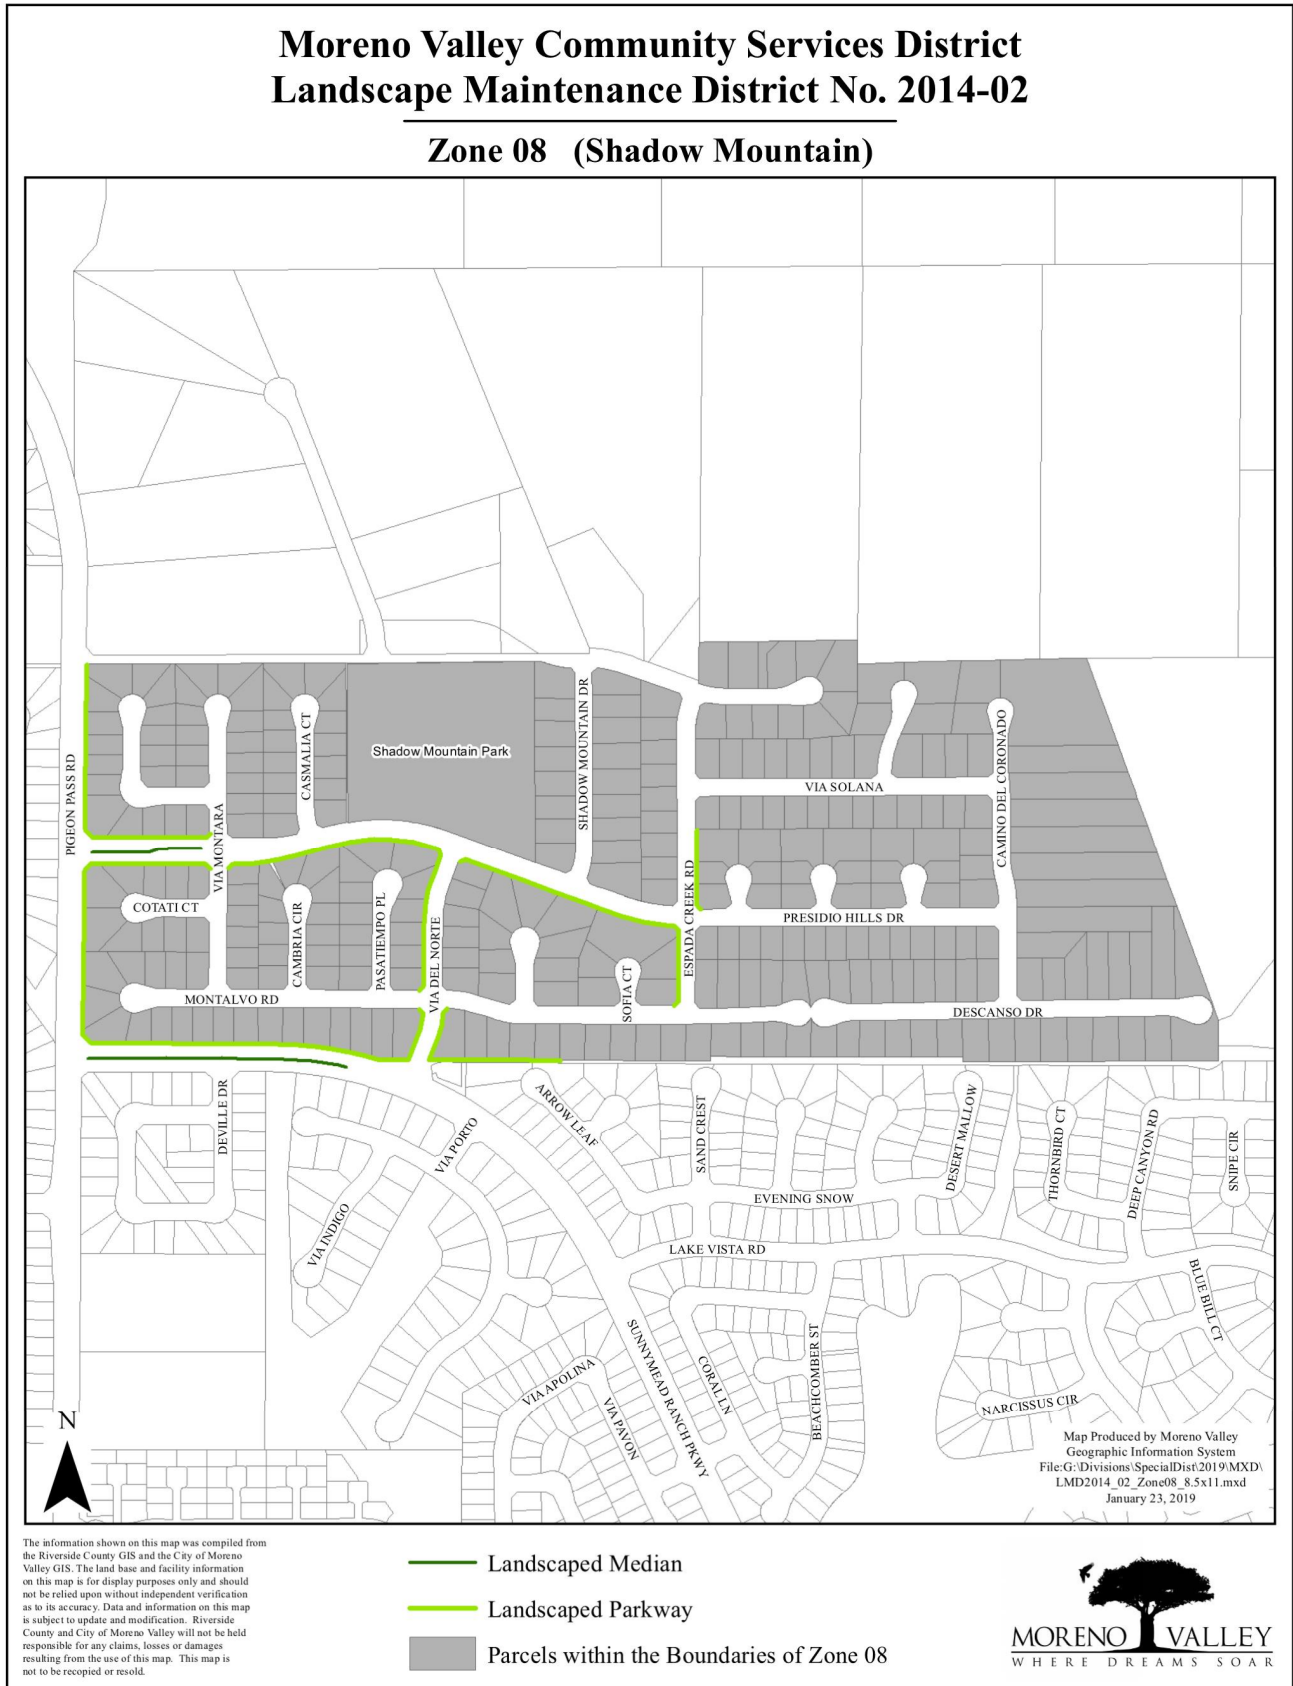 Moreno Valley Community Services District
Landscape Maintenance District No. 2014-02
Zone 08 (Shadow Mountain)
SHADOW MOUNTAIN DR
CASMALIA CT
Shadow Mountain Park
CAMINO DEL CORONADO
PIGEON PASS RD
VIA SOLANA
VIA MONTARA
ESPADA CREEK RD
COTATI CT
CAMBRIA CIR
PASATIEMPO PL
VIA DEL NORTE
PRESIDIO HILLS DR
SOFIA CT
MONTALVO RD
DESCANSO DR
DEVILLE DR
ARROW LEAF
VIA PORTO
SAND CREST
DESERT MALLOW
THORNBIRD CT
DEEP CANYON RD
SNIPE CIR
EVENING SNOW
VIA INDIGO
LAKE VISTA RD
BLUE BILL CT
SUNNYMEAD RANCH PKWY
CORAL LN
BEACHCOMBER ST
VIA APOLINA
VIA PAVON
NARCISSUS CIR
N
Map Produced by Moreno Valley
Geographic Information System
File:G:\Divisions\SpecialDist\2019\MXD\
LMD2014_02_Zone08_8.5x11.mxd
January 23, 2019
The information shown on this map was compiled from
the Riverside County GIS and the City of Moreno
Valley GIS. The land base and facility information
on this map is for display purposes only and should
not be relied upon without independent verification
as to its accuracy. Data and information on this map
is subject to update and modification. Riverside
County and City of Moreno Valley will not be held
responsible for any claims, losses or damages
resulting from the use of this map. This map is
not to be recopied or resold.
Landscaped Median
Landscaped Parkway
Parcels within the Boundaries of Zone 08
MORENO VALLEY
WHERE DREAMS SOAR